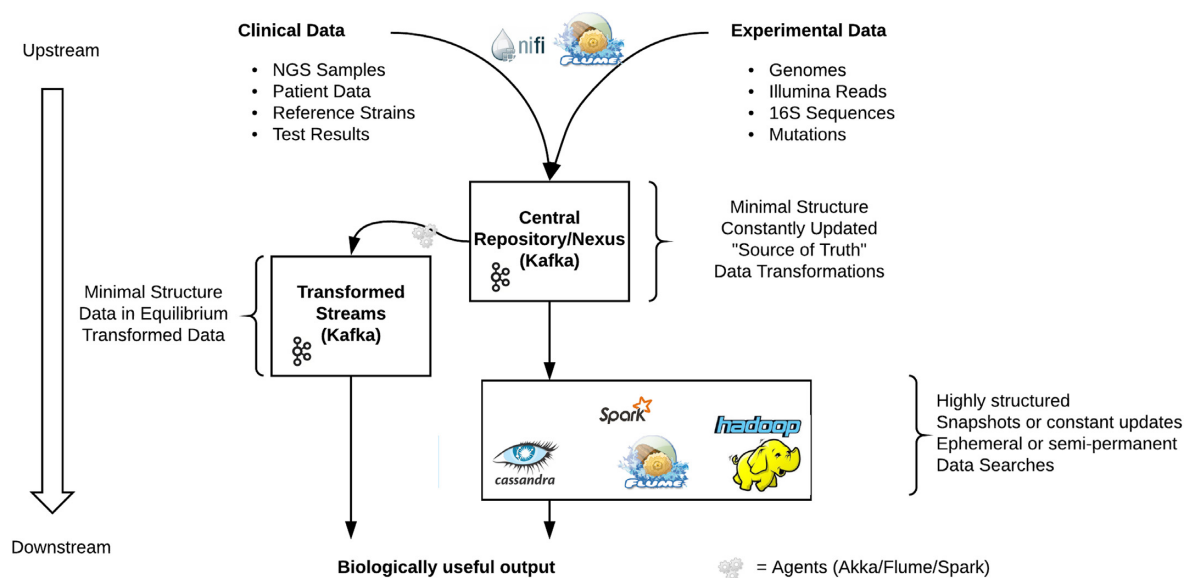 Upstream
Clinical Data
• NGS Samples
• Patient Data
• Reference Strains
• Test Results
nifi
FLUME
Experimental Data
• Genomes
• Illumina Reads
• 16S Sequences
• Mutations
Central
Repository/Nexus
(Kafka)
Minimal Structure
Constantly Updated
"Source of Truth"
Data Transformations
Minimal Structure
Data in Equilibrium
Transformed Data
Transformed
Streams
(Kafka)
Spark
cassandra
FLUME
hadoop
Highly structured
Snapshots or constant updates
Ephemeral or semi-permanent
Data Searches
Downstream
Biologically useful output
= Agents (Akka/Flume/Spark)